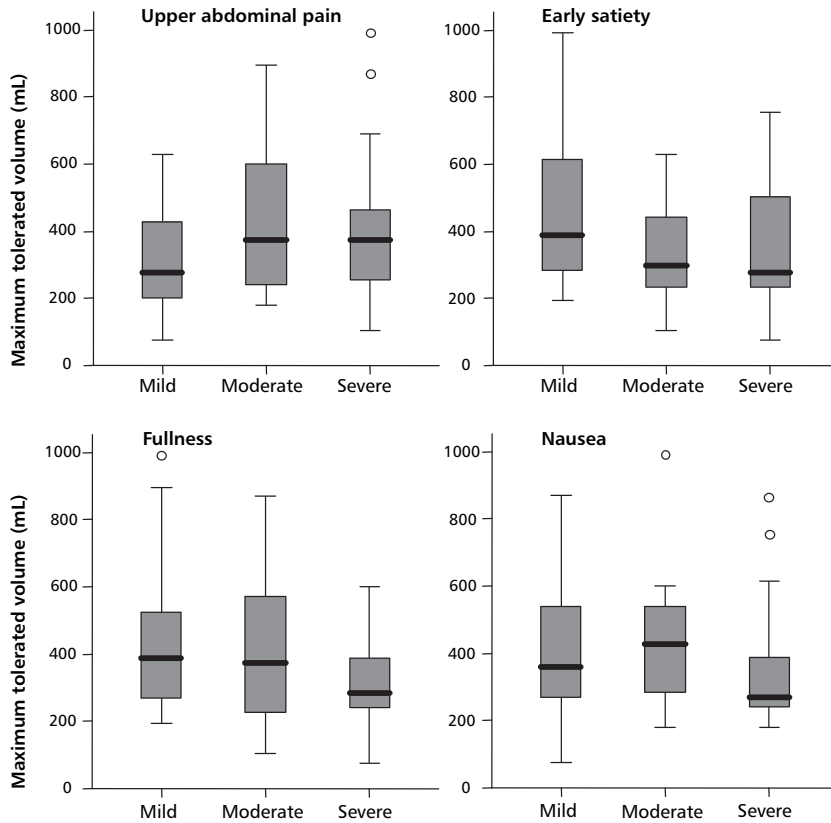 Upper abdominal pain
Maximum tolerated volume (mL)
1000
800
600
400
200
0
Mild Moderate Severe
Early satiety
1000
800
600
400
200
0
Mild Moderate Severe
Fullness
Maximum tolerated volume (mL)
1000
800
600
400
200
0
Mild Moderate Severe
Nausea
1000
800
600
400
200
0
Mild Moderate Severe